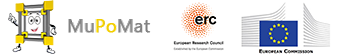 MuPoMat
erc
European Research Council
Established by the European Commission
EUROPEAN COMMISSION